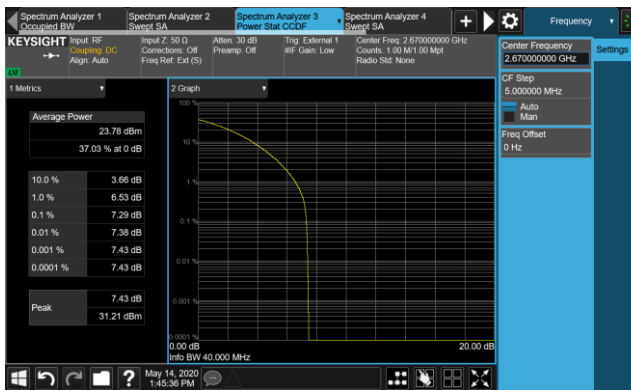 Spectrum Analyzer 1
Occupied BW
Spectrum Analyzer 2
Swept SA
Spectrum Analyzer 3
Power Stat CCDF
Spectrum Analyzer 4
Swept SA
Frequency
KEYSIGHT
Input: RF
Coupling: DC
Align: Auto
Input Z: 50 Ω
Corrections: Off
Freq Ref: Ext (S)
Atten: 30 dB
Preamp: Off
Trig: External 1
#IF Gain: Low
Center Freq: 2.670000000 GHz
Counts: 1.00 M/1.00 Mpt
Radio Std: None
Center Frequency
2.670000000 GHz
Settings
CF Step
5.000000 MHz
Auto
Man
Freq Offset
0 Hz
1 Metrics
Average Power
23.78 dBm
37.03 % at 0 dB
10.0 % 3.66 dB
1.0 % 6.53 dB
0.1 % 7.29 dB
0.01 % 7.38 dB
0.001 % 7.43 dB
0.0001 % 7.43 dB
Peak
7.43 dB
31.21 dBm
2 Graph
100 %
10 %
1 %
0.1 %
0.01 %
0.001 %
0.0001 %
0.00 dB
20.00 dB
Info BW 40.000 MHz
May 14, 2020
1:45:36 PM